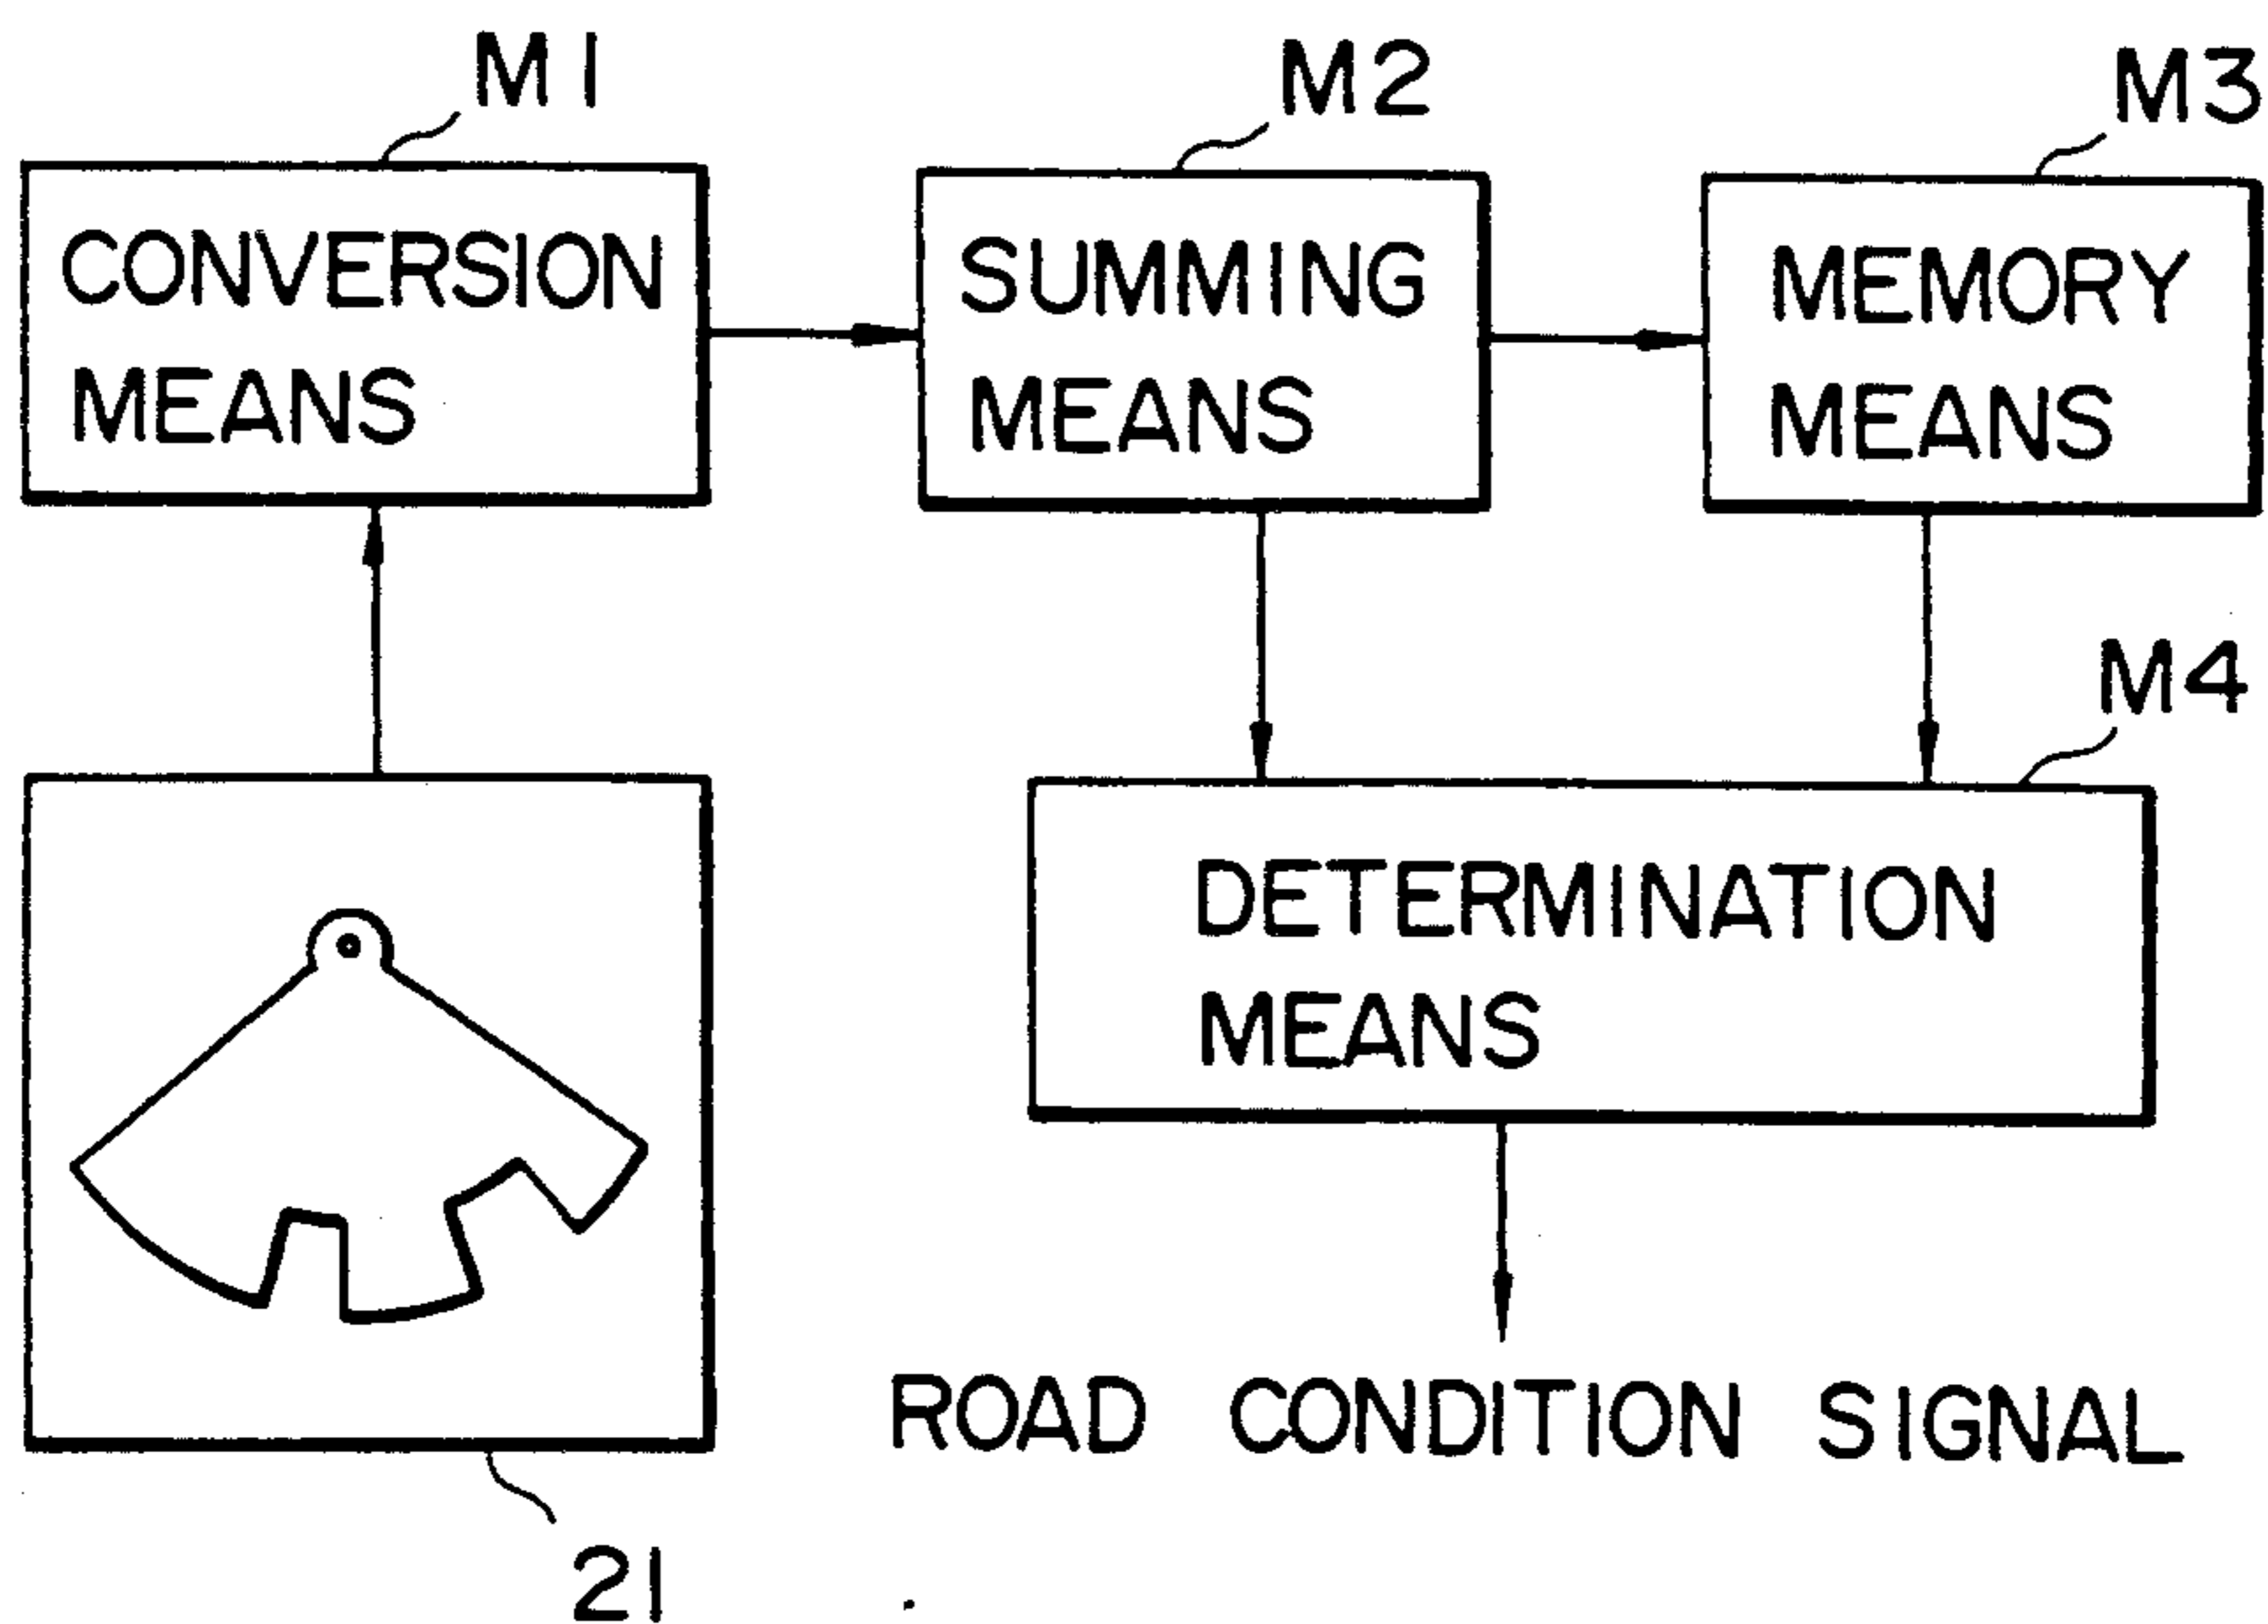 M1
M2
M3
CONVERSION
MEANS
SUMMING
MEANS
MEMORY
MEANS
M4
DETERMINATION
MEANS
ROAD CONDITION SIGNAL
21